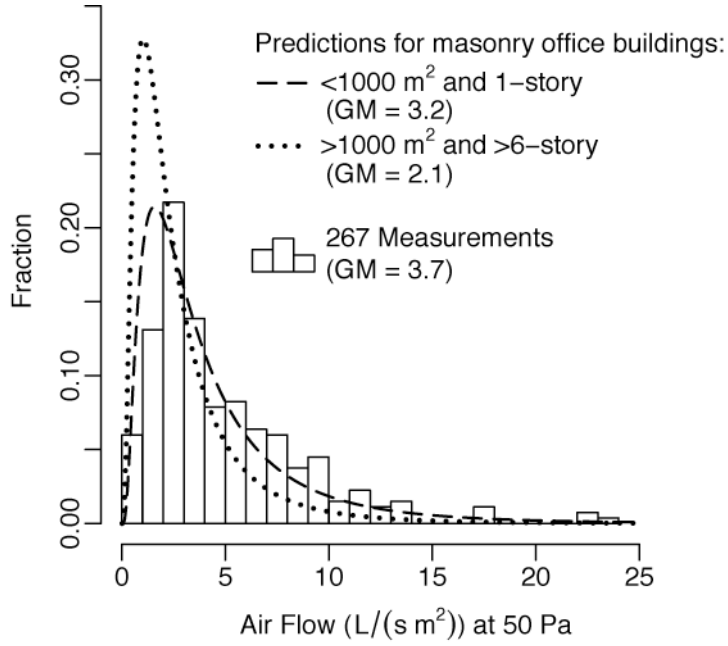 Predictions for masonry office buildings:
<1000 m² and 1−story
(GM = 3.2)
>1000 m² and >6−story
(GM = 2.1)
267 Measurements
(GM = 3.7)
Fraction
0.30
0.20
0.10
0.00
0 5 10 15 20 25
Air Flow (L/(s m²)) at 50 Pa